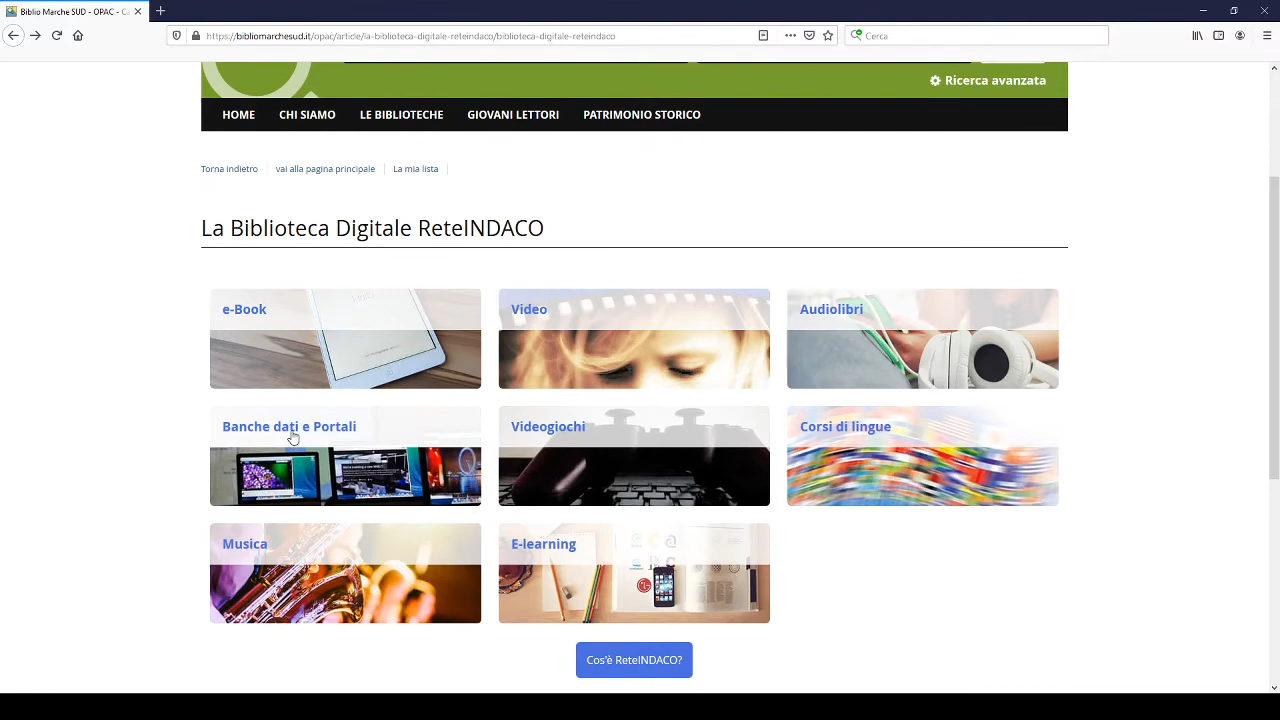 Biblio Marche SUD - OPAC - Ca
https://bibliomarchesud.it/opac/article/la-biblioteca-digitale-reteindaco/biblioteca-digitale-reteindaco
Cerca
Ricerca avanzata
HOME CHI SIAMO LE BIBLIOTECHE GIOVANI LETTORI PATRIMONIO STORICO
Torna indietro vai alla pagina principale La mia lista
La Biblioteca Digitale ReteINDACO
e-Book Video Audiolibri
Banche dati e Portali Videogiochi Corsi di lingue
Musica E-learning
Cos'è ReteINDACO?